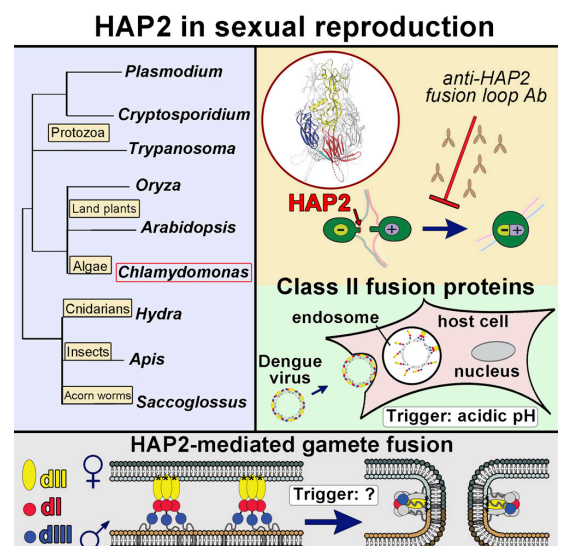 HAP2 in sexual reproduction
Plasmodium
Cryptosporidium
Protozoa
Trypanosoma
Oryza
Land plants
Arabidopsis
Algae
Chlamydomonas
Cnidarians
Hydra
Insects
Apis
Acorn worms
Saccoglossus
anti-HAP2
fusion loop Ab
HAP2
-
+
-
+
Class II fusion proteins
endosome
host cell
Dengue
virus
nucleus
Trigger: acidic pH
HAP2-mediated gamete fusion
dII
dI
dIII
♀
♂
***
***
Trigger: ?